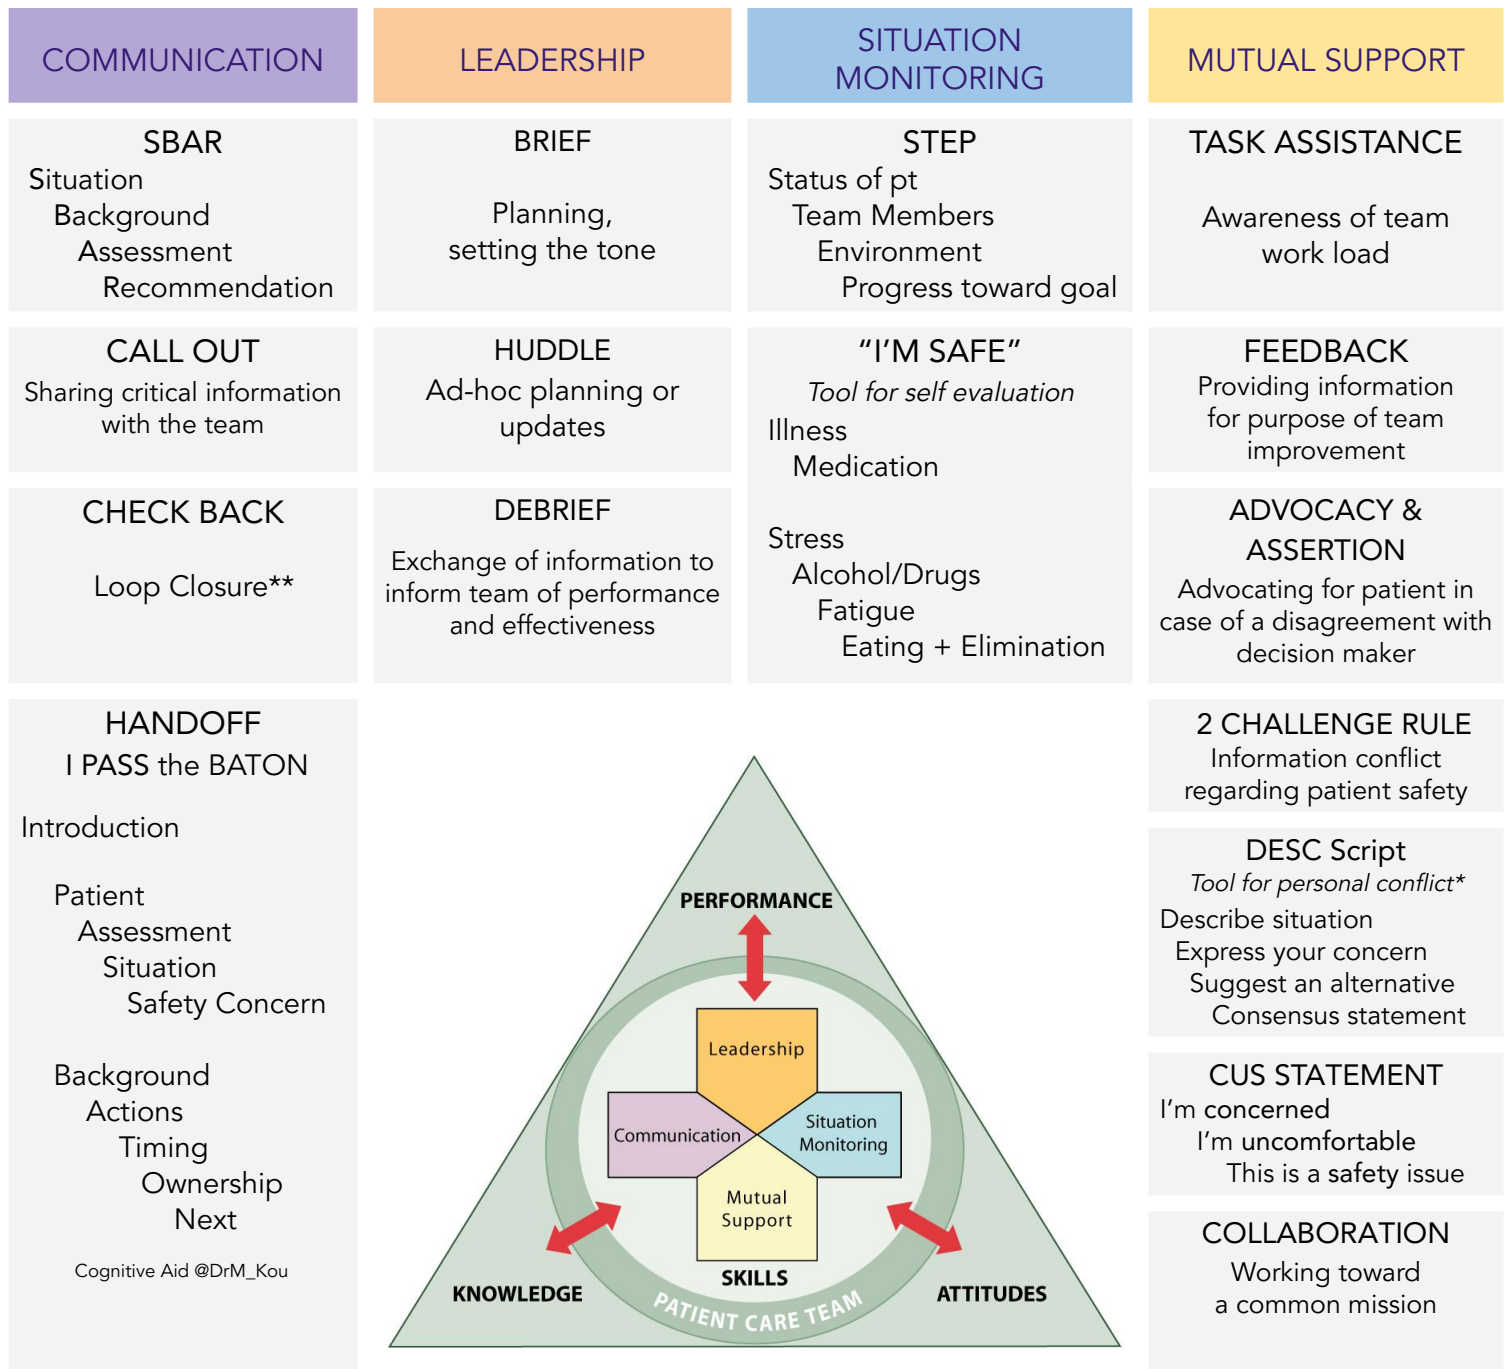 COMMUNICATION
SBAR
Situation
Background
Assessment
Recommendation
CALL OUT
Sharing critical information
with the team
CHECK BACK
Loop Closure**
HANDOFF
I PASS the BATON
Introduction
Patient
Assessment
Situation
Safety Concern
Background
Actions
Timing
Ownership
Next
Cognitive Aid @DrM_Kou
LEADERSHIP
BRIEF
Planning,
setting the tone
HUDDLE
Ad-hoc planning or
updates
DEBRIEF
Exchange of information to
inform team of performance
and effectiveness
SITUATION
MONITORING
STEP
Status of pt
Team Members
Environment
Progress toward goal
“I’M SAFE”
Tool for self evaluation
Illness
Medication
Stress
Alcohol/Drugs
Fatigue
Eating + Elimination
MUTUAL SUPPORT
TASK ASSISTANCE
Awareness of team
work load
FEEDBACK
Providing information
for purpose of team
improvement
ADVOCACY &
ASSERTION
Advocating for patient in
case of a disagreement with
decision maker
2 CHALLENGE RULE
Information conflict
regarding patient safety
DESC Script
Tool for personal conflict*
Describe situation
Express your concern
Suggest an alternative
Consensus statement
CUS STATEMENT
I’m concerned
I’m uncomfortable
This is a safety issue
COLLABORATION
Working toward
a common mission
PERFORMANCE
Leadership
Communication
Situation
Monitoring
Mutual
Support
SKILLS
KNOWLEDGE
ATTITUDES
PATIENT CARE TEAM